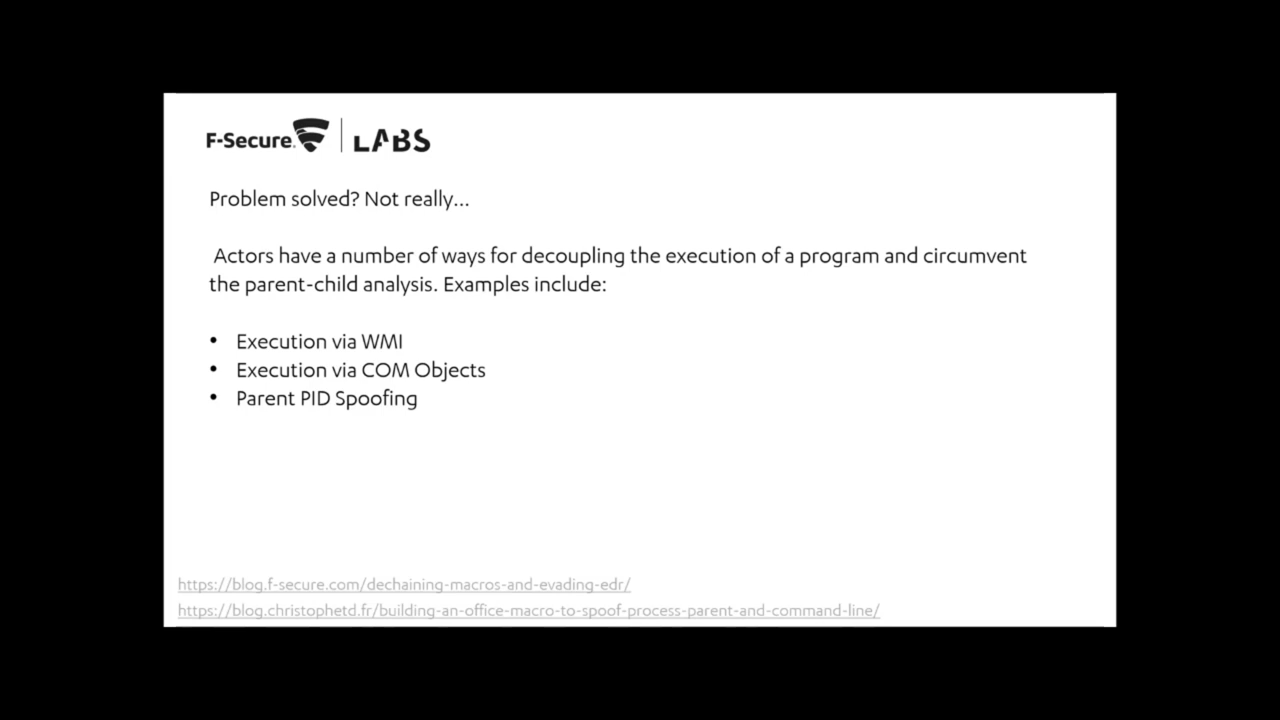 F-Secure. LABS
Problem solved? Not really...
Actors have a number of ways for decoupling the execution of a program and circumvent
the parent-child analysis. Examples include:
• Execution via WMI
• Execution via COM Objects
• Parent PID Spoofing
https://blog.f-secure.com/dechaining-macros-and-evading-edr/
https://blog.christophetd.fr/building-an-office-macro-to-spoof-process-parent-and-command-line/